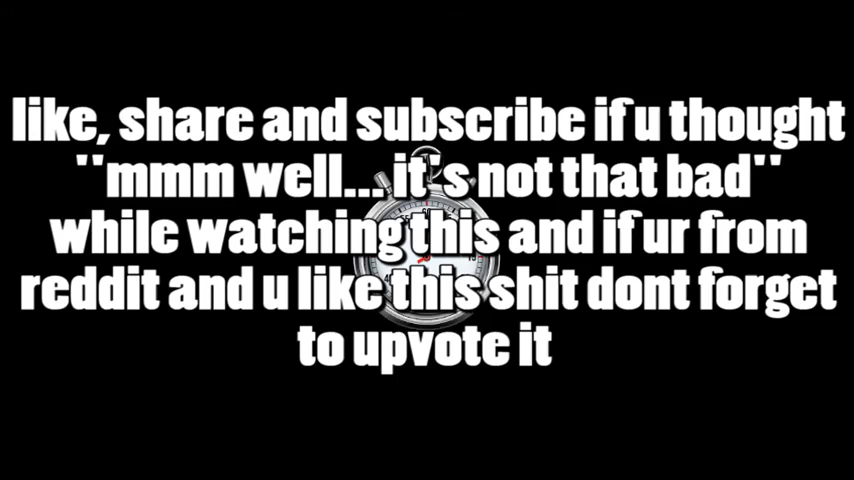 like, share and subscribe if u thought
"mmm well... it's not that bad"
while watching this and if ur from
reddit and u like this shit dont forget
to upvote it